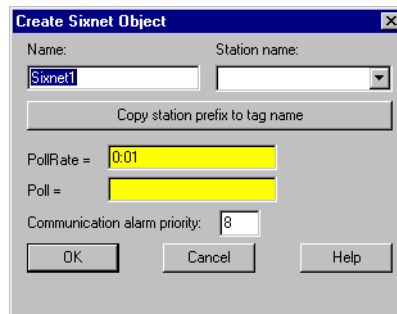 Create Sixnet Object
Name: Station name:
Sixnet1
Copy station prefix to tag name
PollRate = 0:01
Poll =
Communication alarm priority: 8
OK Cancel Help